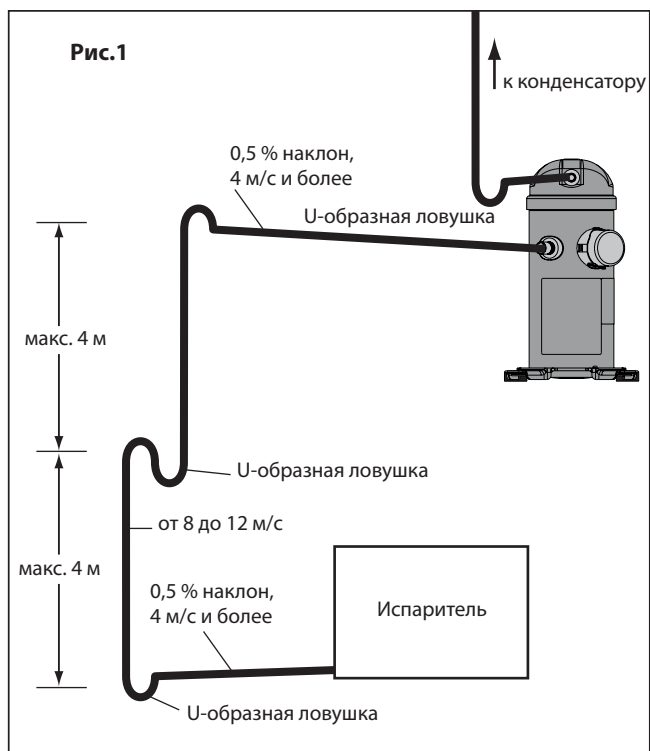 Рис.1
к конденсатору
0,5 % наклон,
4 м/с и более
U-образная ловушка
макс. 4 м
U-образная ловушка
от 8 до 12 м/с
макс. 4 м
0,5 % наклон,
4 м/с и более
Испаритель
U-образная ловушка